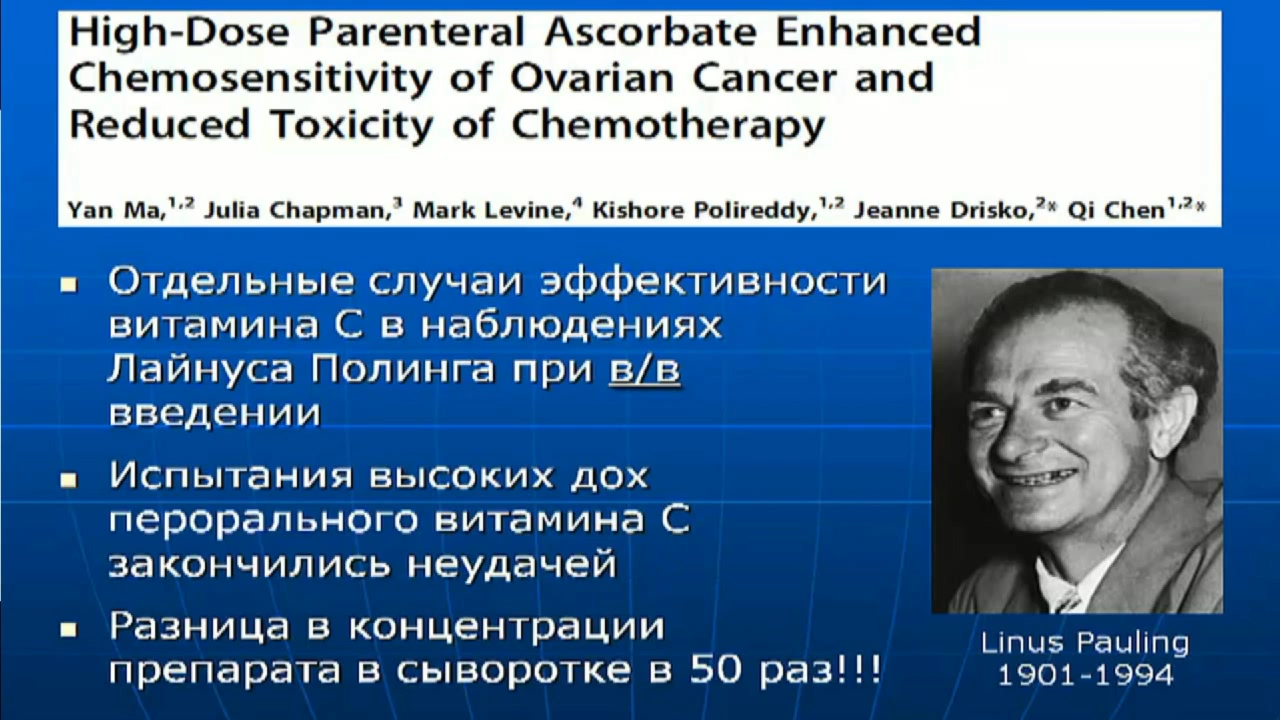 High-Dose Parenteral Ascorbate Enhanced
Chemosensitivity of Ovarian Cancer and
Reduced Toxicity of Chemotherapy
Yan Ma,1,2 Julia Chapman,3 Mark Levine,4 Kishore Polireddy,1,2 Jeanne Drisko,2* Qi Chen1,2*
Отдельные случаи эффективности
витамина С в наблюдениях
Лайнуса Полинга при в/в
введении
Испытания высоких дох
перорального витамина С
закончились неудачей
Разница в концентрации
препарата в сыворотке в 50 раз!!!
Linus Pauling
1901-1994